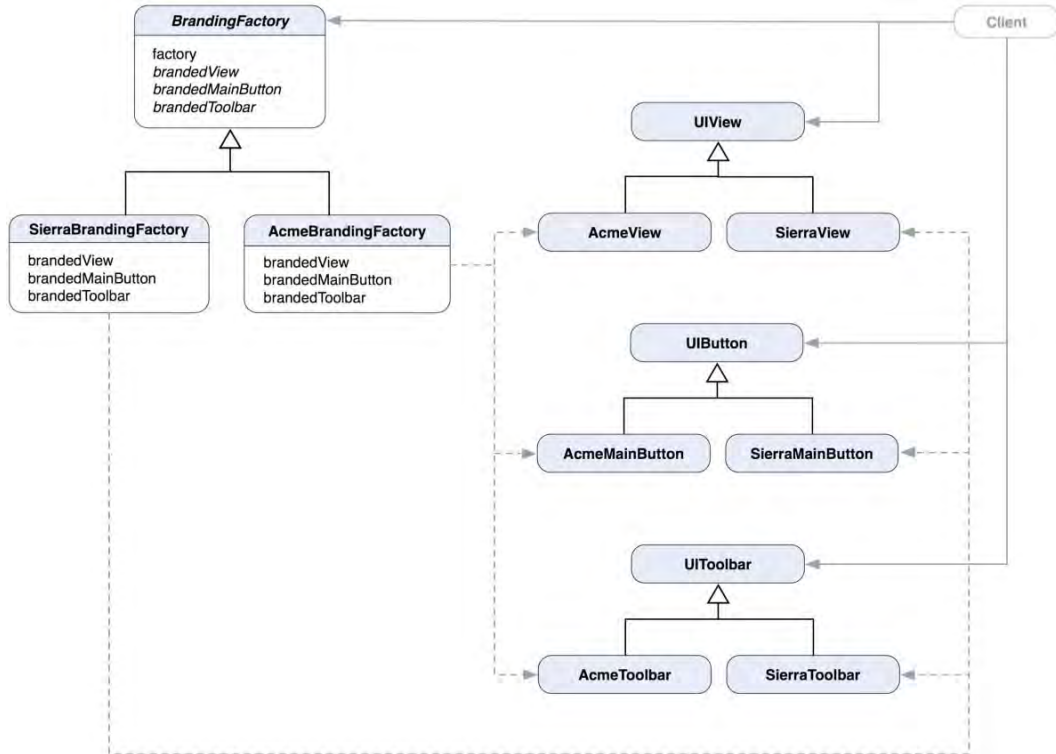 BrandingFactory
factory
brandedView
brandedMainButton
brandedToolbar
Client
UIView
SierraBrandingFactory
brandedView
brandedMainButton
brandedToolbar
AcmeBrandingFactory
brandedView
brandedMainButton
brandedToolbar
AcmeView
SierraView
UIButton
AcmeMainButton
SierraMainButton
UIToolbar
AcmeToolbar
SierraToolbar